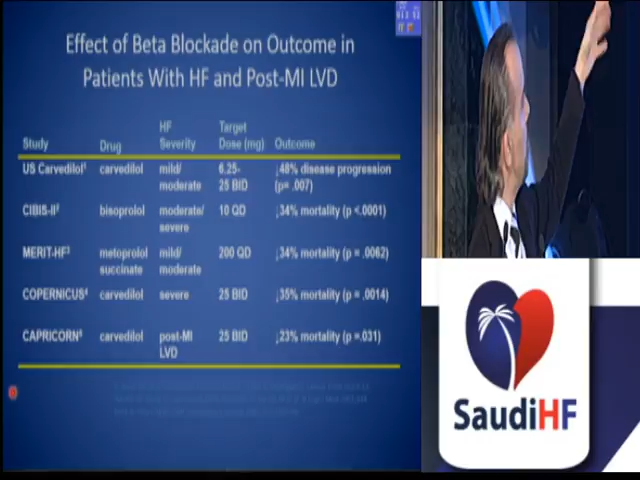 Effect of Beta Blockade on Outcome in
Patients With HF and Post-MI LVD
HF Target
Study Drug Severity Dose (mg) Outcome
US Carvedilol¹ carvedilol mild/ 6.25- ↓48% disease progression
moderate 25 BID (p= .007)
CIBIS-II² bisoprolol moderate/ 10 QD ↓34% mortality (p <.0001)
severe
MERIT-HF³ metoprolol mild/ 200 QD ↓34% mortality (p = .0062)
succinate moderate
COPERNICUS⁴ carvedilol severe 25 BID ↓35% mortality (p = .0014)
CAPRICORN⁵ carvedilol post-MI 25 BID ↓23% mortality (p =.031)
LVD
SaudiHF